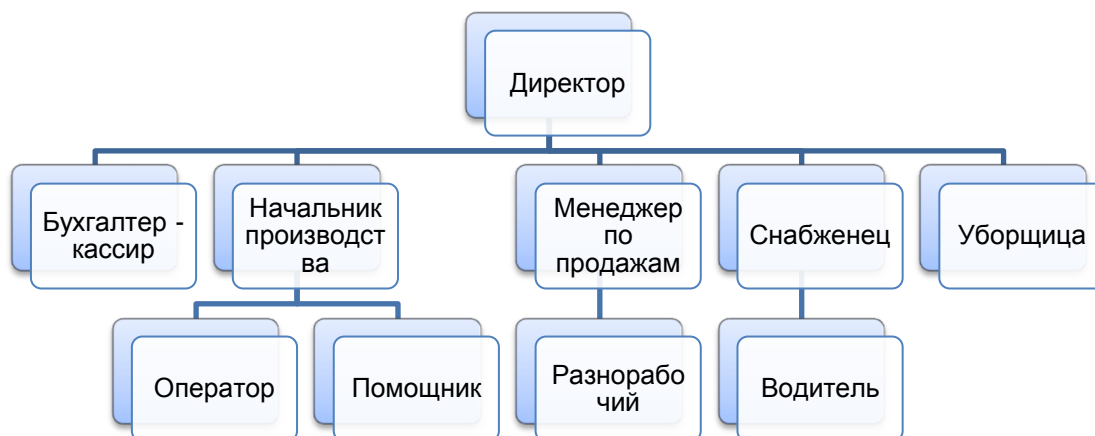 Директор
Бухгалтер -
кассир
Начальник
производст
ва
Менеджер
по
продажам
Снабженец
Уборщица
Оператор
Помощник
Разнорабо
чий
Водитель